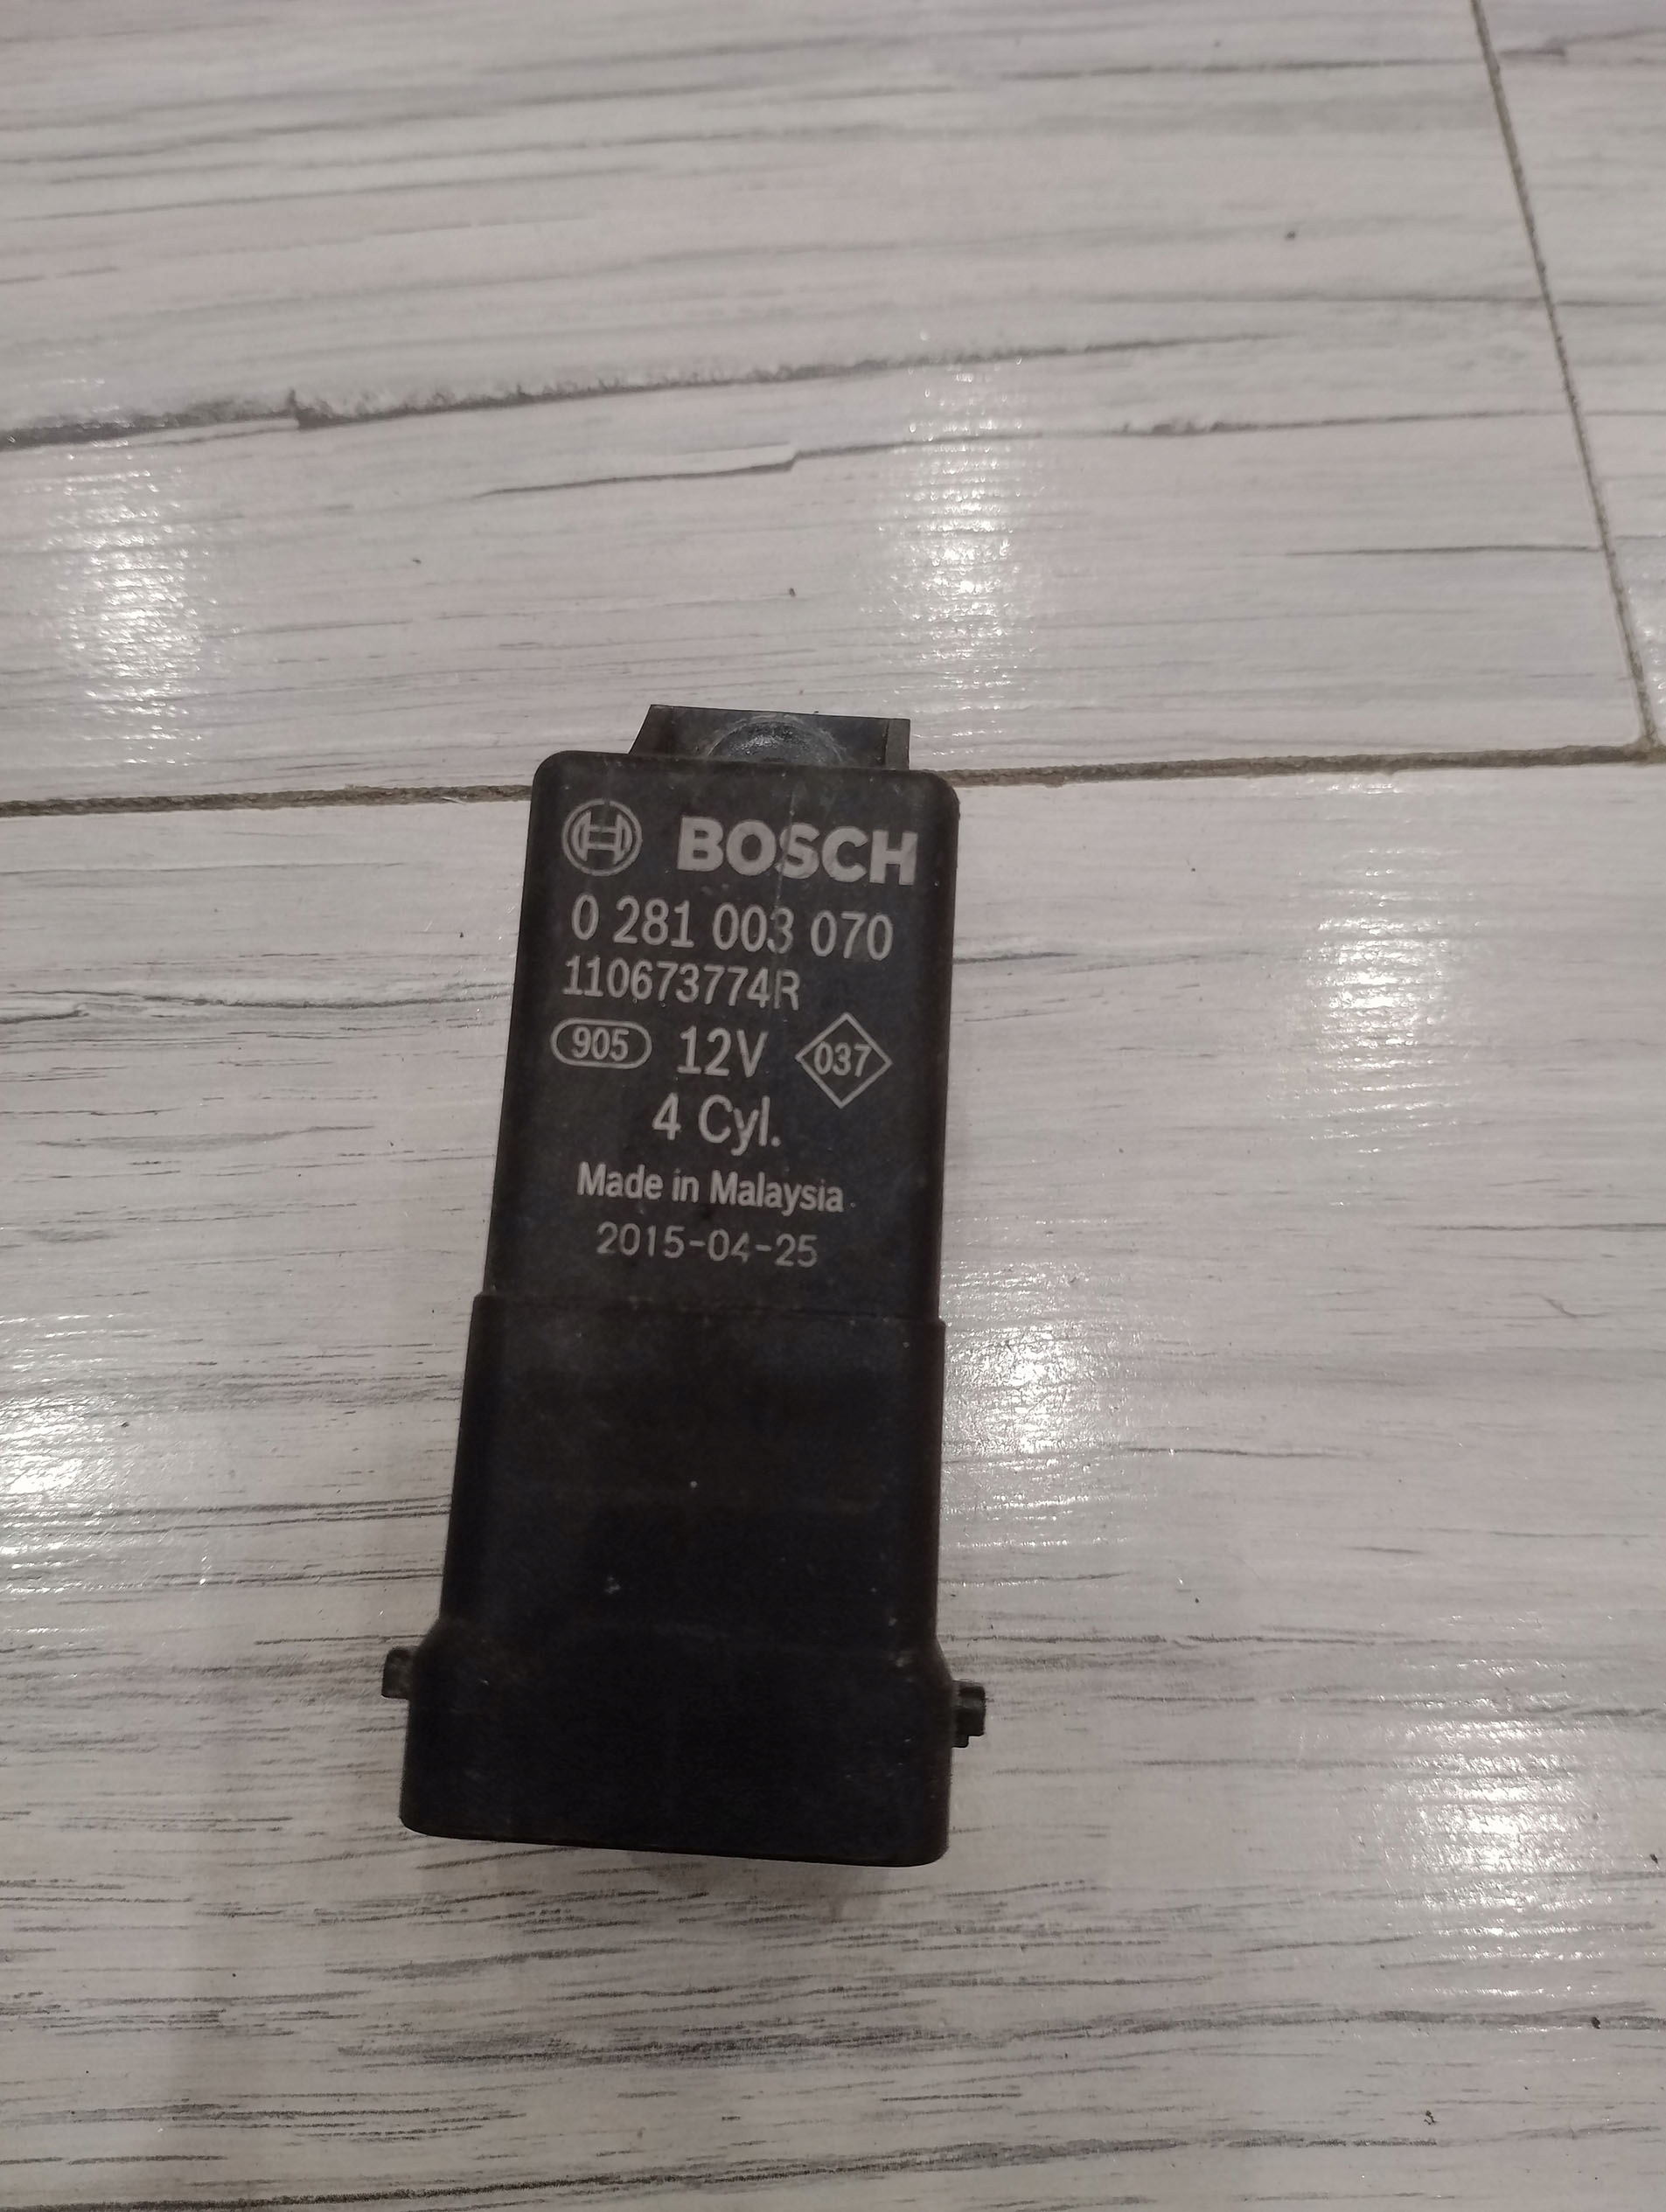 BOSCH
0 281 003 070
110673774R
905 12V 037
4 Cyl.
Made in Malaysia
2015-04-25